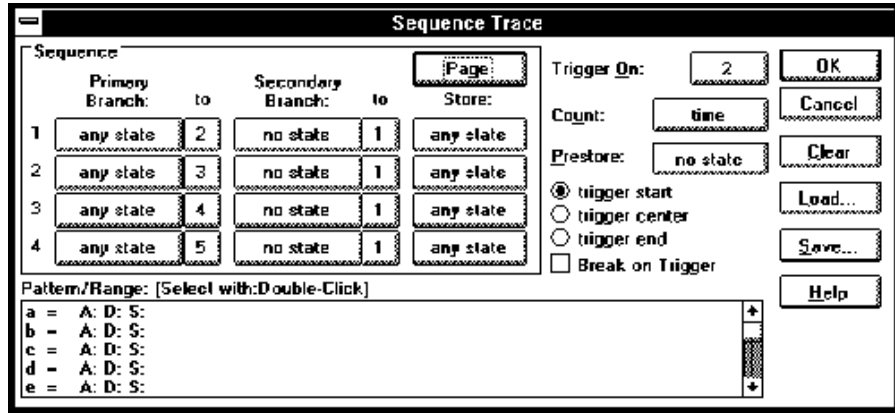 Sequence Trace
Sequence
Primary Branch: to Secondary Branch: to Page Store:
1 any state 2 no state 1 any state
2 any state 3 no state 1 any state
3 any state 4 no state 1 any state
4 any state 5 no state 1 any state
Trigger On: 2
Count: time
Prestore: no state
trigger start
trigger center
trigger end
Break on Trigger
OK
Cancel
Clear
Load...
Save...
Help
Pattern/Range: [Select with:Double-Click]
a = A: D: S:
b = A: D: S:
c = A: D: S:
d = A: D: S:
e = A: D: S: